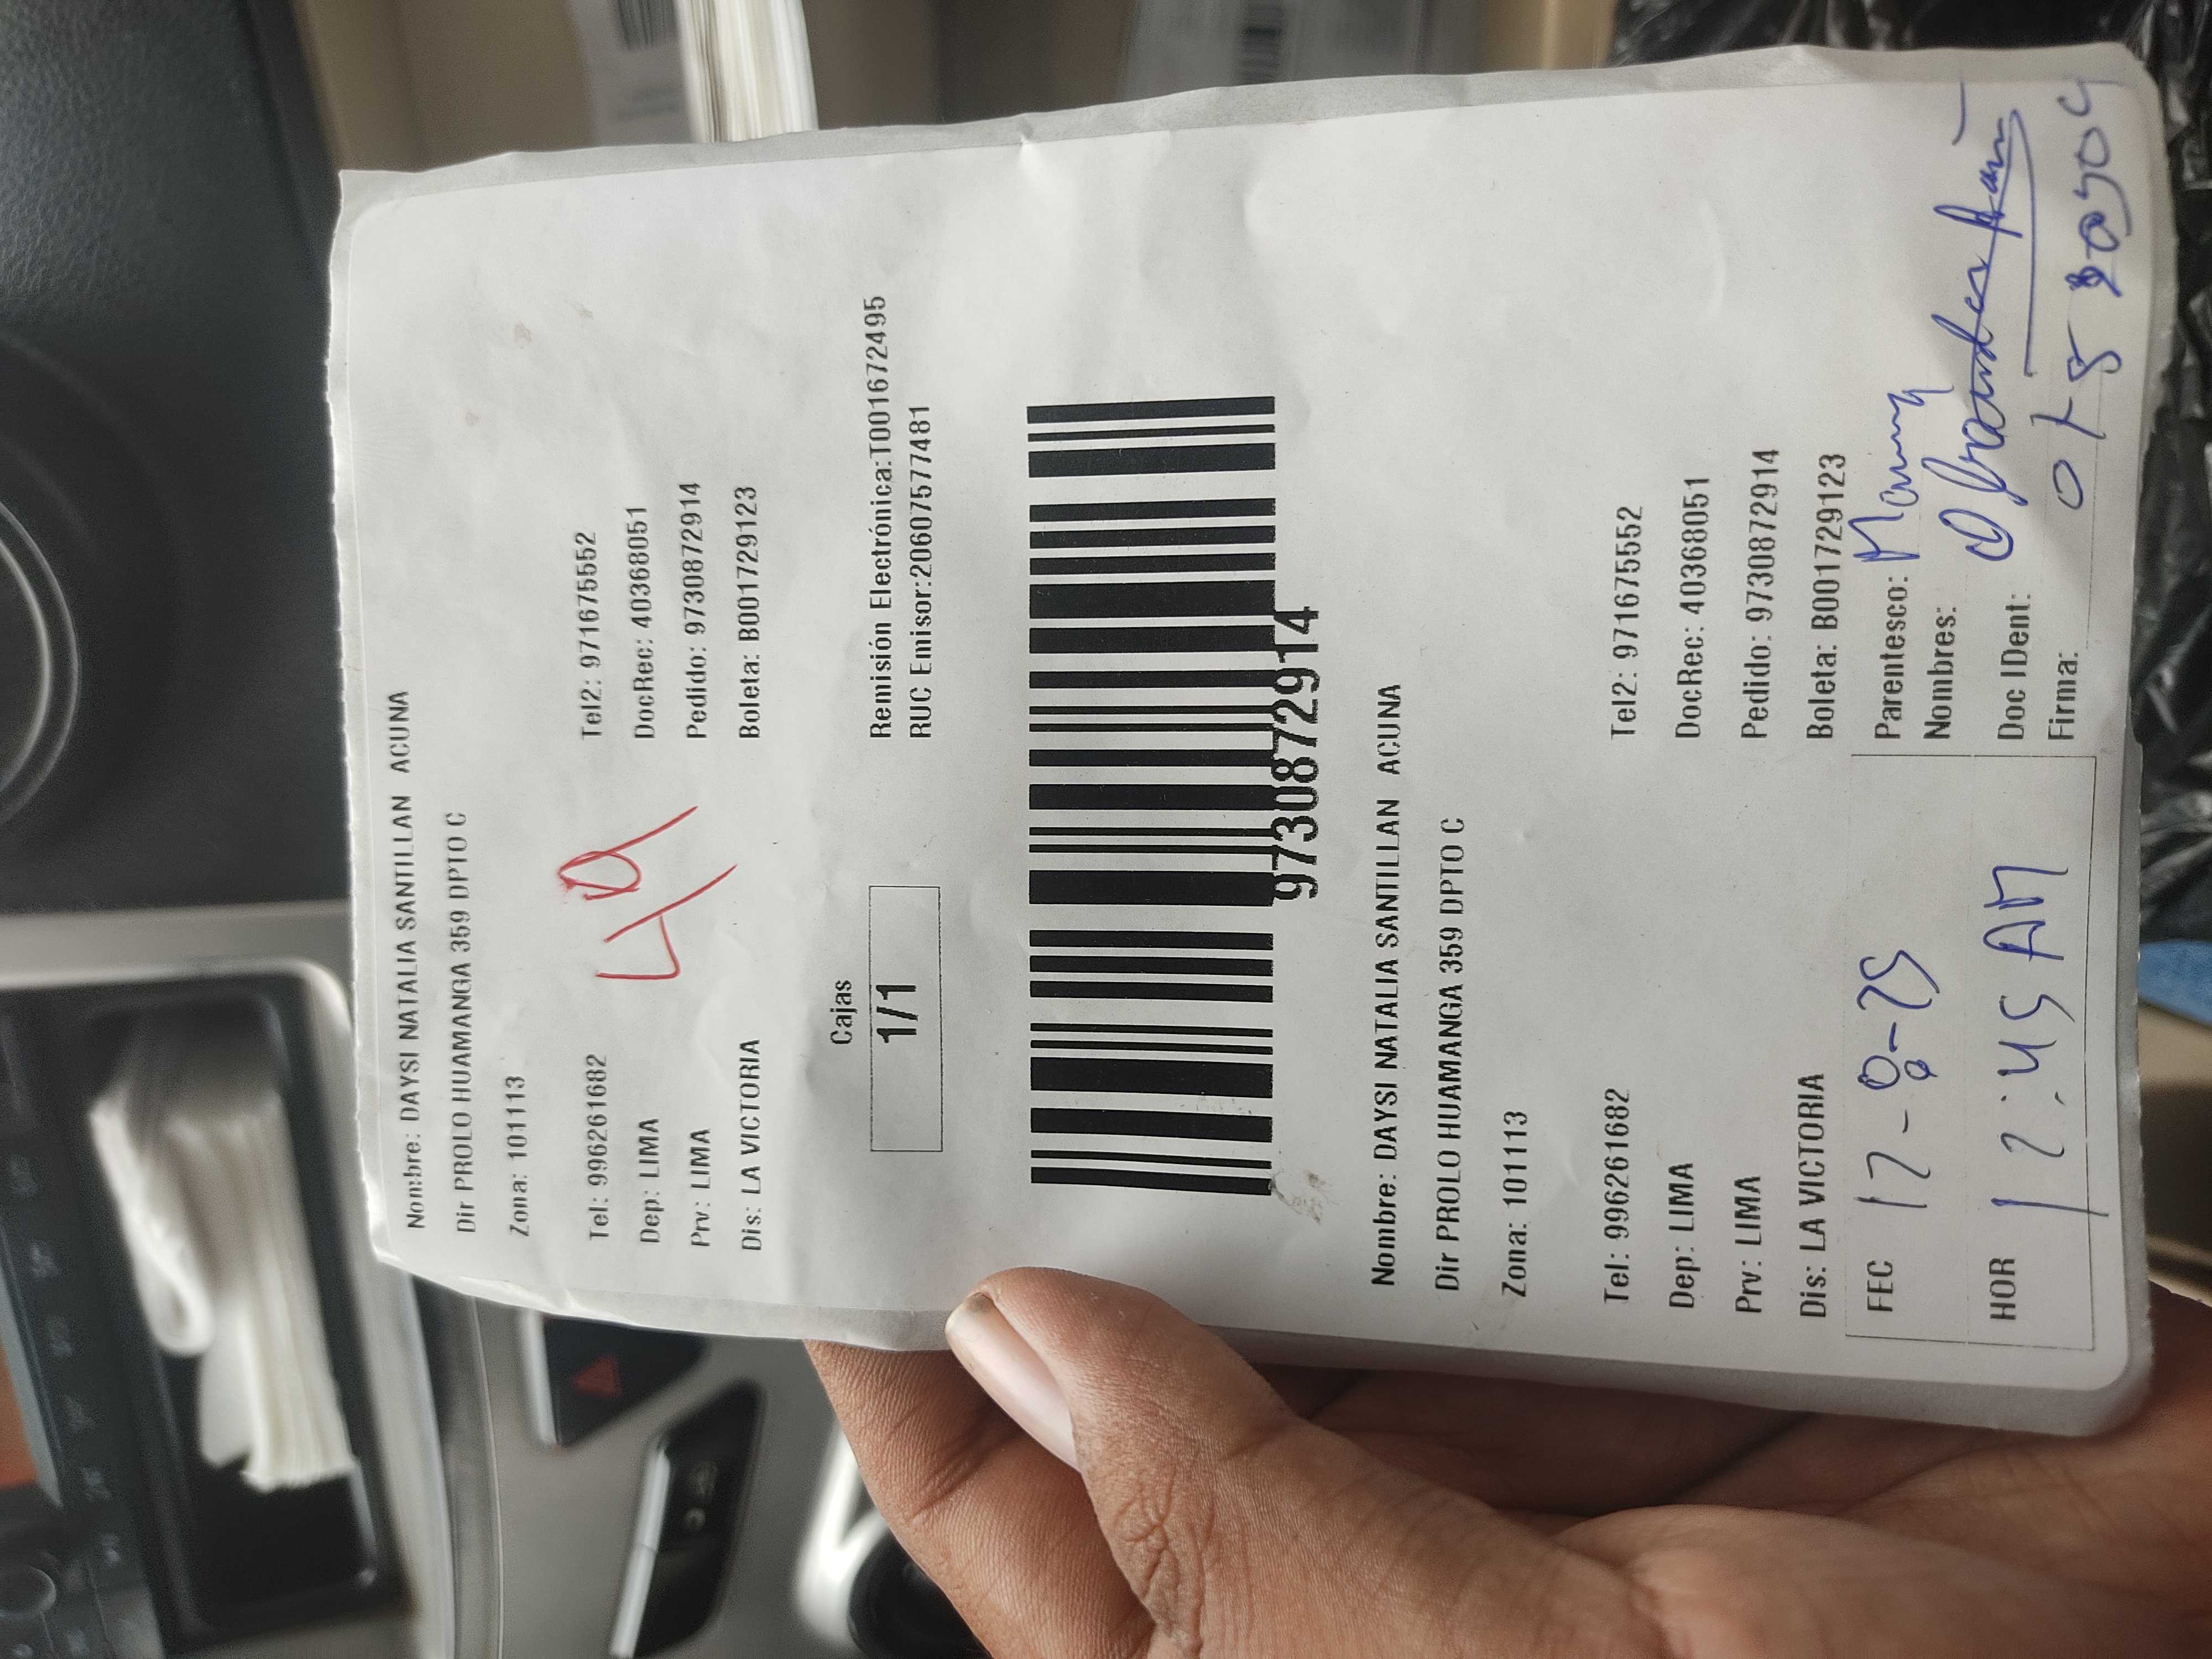 Nombre: DAYSI NATALIA SANTILLAN ACUNA
Dir PROLO HUAMANGA 359 DPTO C
Zona: 101113
Tel: 996261682 Tel2: 971675552
Dep: LIMA DocRec: 40368051
Prv: LIMA Pedido: 97308729​14
Dis: LA VICTORIA Boleta: B001729123
Cajas
1/1
Remisión Electrónica:T001672495
RUC Emisor:20607577481
9730872914
Nombre: DAYSI NATALIA SANTILLAN ACUNA
Dir PROLO HUAMANGA 359 DPTO C
Zona: 101113
Tel: 996261682 Tel2: 971675552
Dep: LIMA DocRec: 40368051
Prv: LIMA Pedido: 9730872914
Dis: LA VICTORIA Boleta: B001729123
FEC 17-8-25 Parentesco:
Nombres:
HOR 12:45 AM Doc IDent:
Firma: